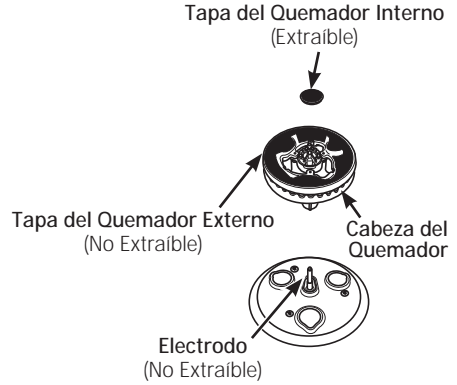 Tapa del Quemador Interno
(Extraíble)
Tapa del Quemador Externo
(No Extraíble)
Cabeza del
Quemador
Electrodo
(No Extraíble)